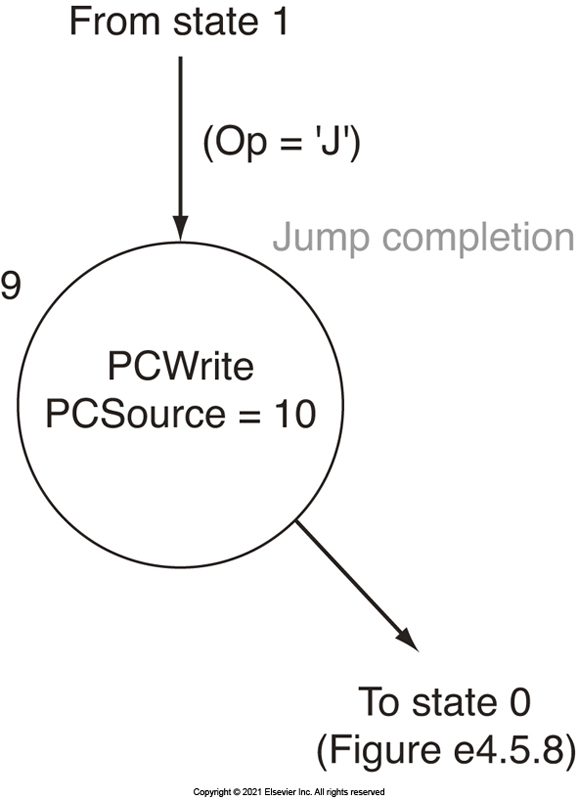 From state 1
(Op = 'J')
Jump completion
9
PCWrite
PCSource = 10
To state 0
(Figure e4.5.8)
Copyright © 2021 Elsevier Inc. All rights reserved